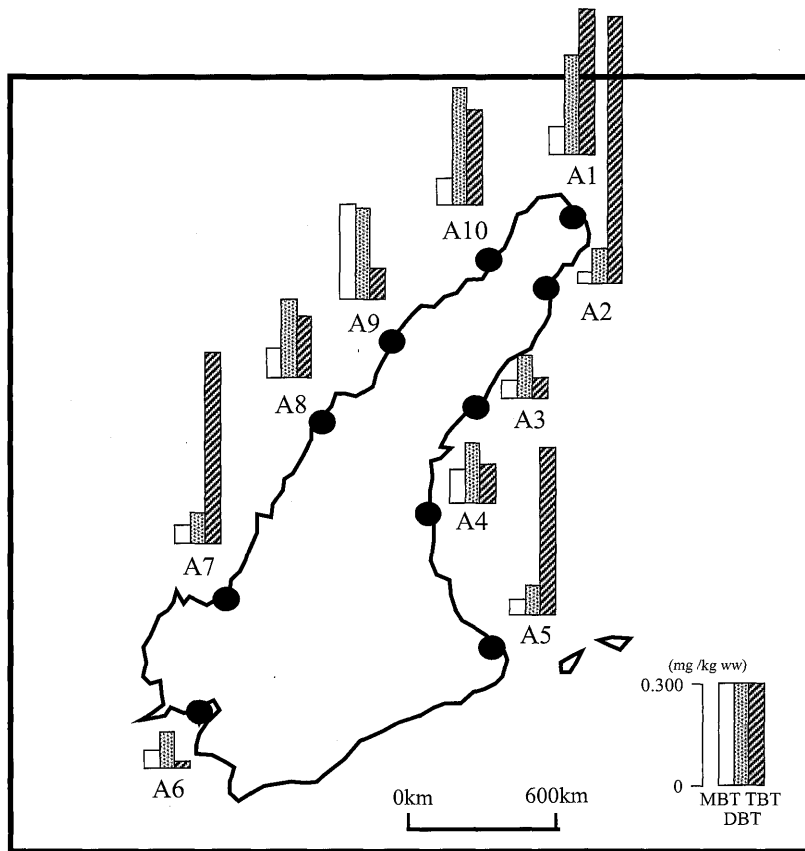 A1
A10
A2
A9
A3
A8
A4
A7
A5
(mg /kg ww)
0.300
A6
0km 600km
0
MBT TBT
DBT